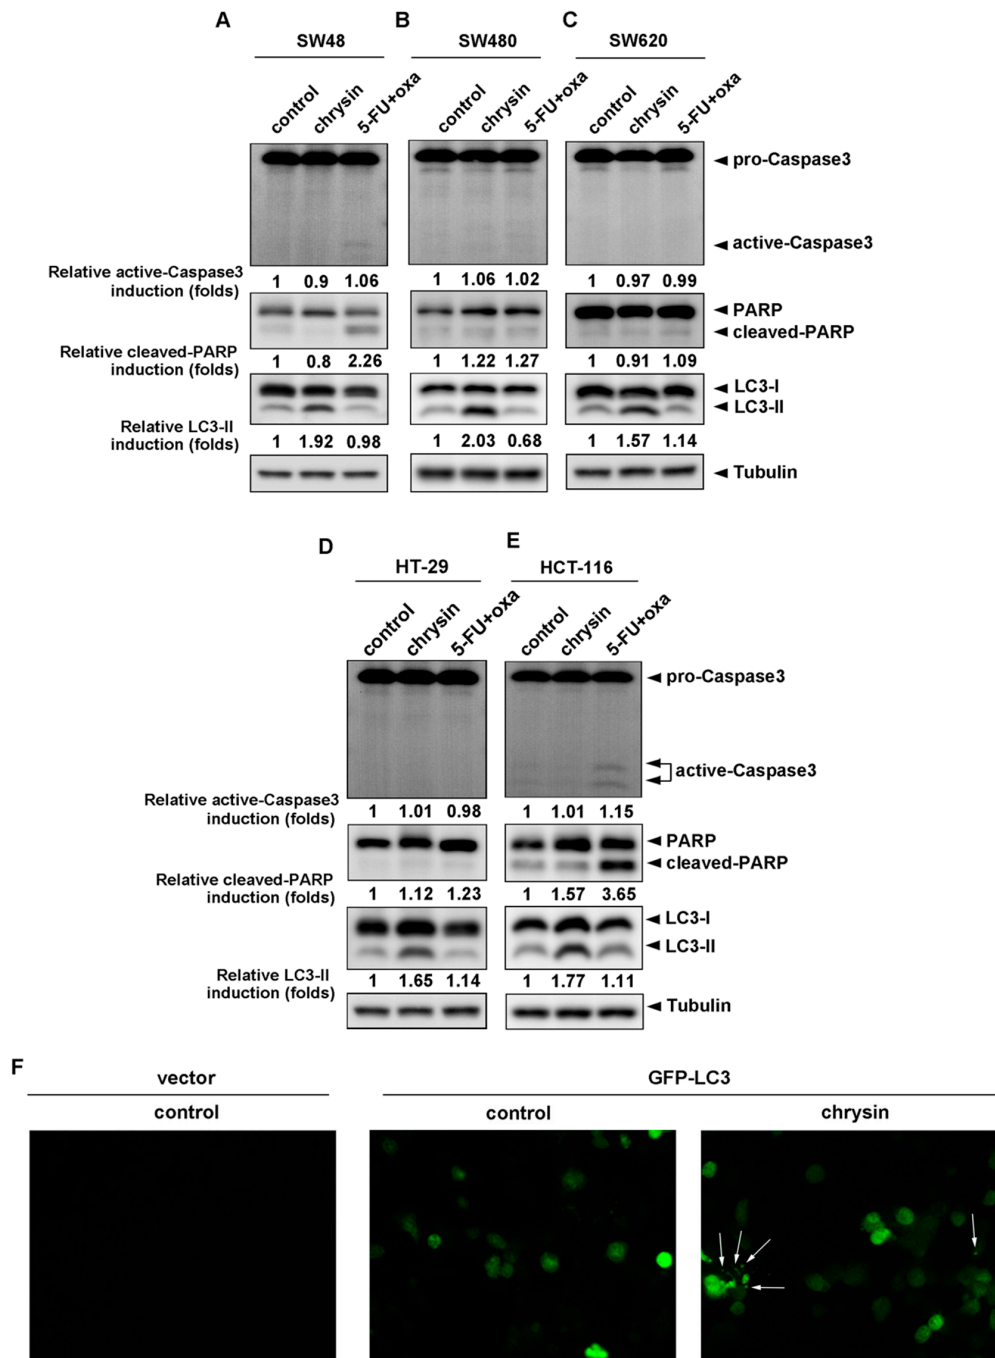 A
B
C
SW48
SW480
SW620
control
chrysin
5-FU+oxa
control
chrysin
5-FU+oxa
control
chrysin
5-FU+oxa
pro-Caspase3
active-Caspase3
Relative active-Caspase3
induction (folds)
1 0.9 1.06
1 1.06 1.02
1 0.97 0.99
PARP
cleaved-PARP
Relative cleaved-PARP
induction (folds)
1 0.8 2.26
1 1.22 1.27
1 0.91 1.09
LC3-I
LC3-II
Relative LC3-II
induction (folds)
1 1.92 0.98
1 2.03 0.68
1 1.57 1.14
Tubulin
D
E
HT-29
HCT-116
control
chrysin
5-FU+oxa
control
chrysin
5-FU+oxa
pro-Caspase3
active-Caspase3
Relative active-Caspase3
induction (folds)
1 1.01 0.98
1 1.01 1.15
PARP
cleaved-PARP
Relative cleaved-PARP
induction (folds)
1 1.12 1.23
1 1.57 3.65
LC3-I
LC3-II
Relative LC3-II
induction (folds)
1 1.65 1.14
1 1.77 1.11
Tubulin
F
vector
GFP-LC3
control
control
chrysin